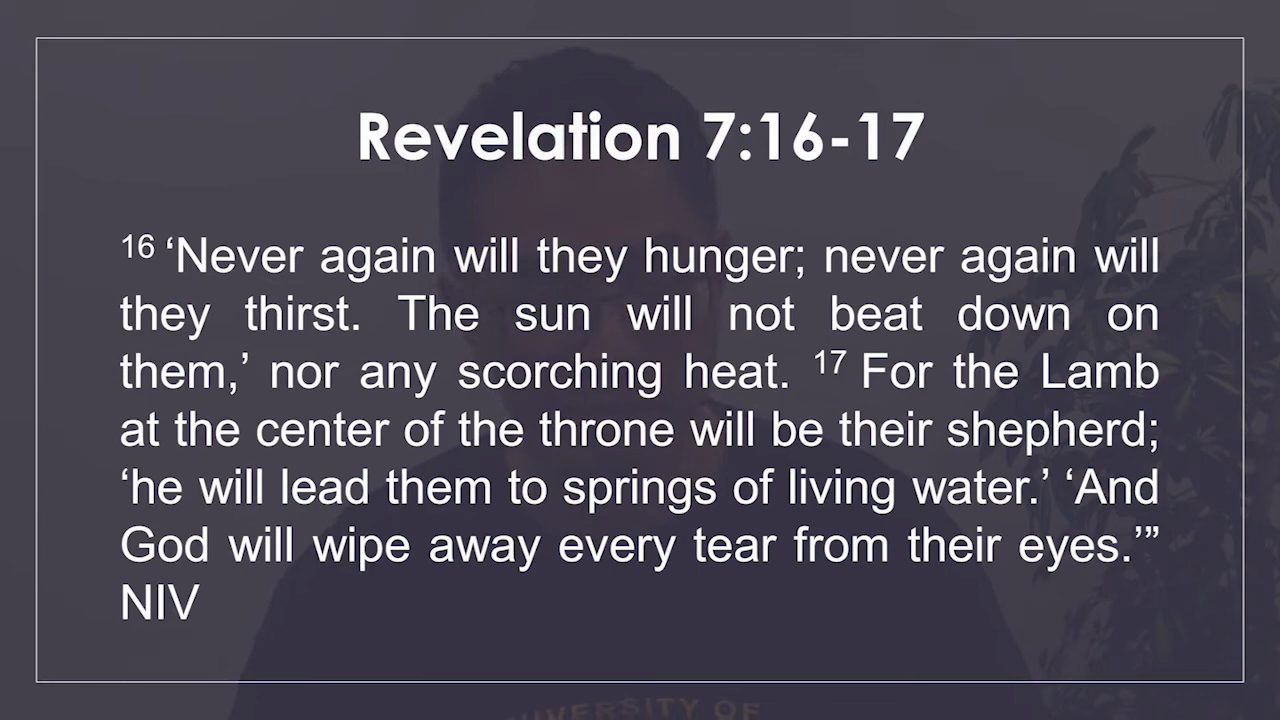 Revelation 7:16-17
16 ‘Never again will they hunger; never again will
they thirst. The sun will not beat down on
them,’ nor any scorching heat. 17 For the Lamb
at the center of the throne will be their shepherd;
‘he will lead them to springs of living water.’ ‘And
God will wipe away every tear from their eyes.’”
NIV
UNIVERSITY OF